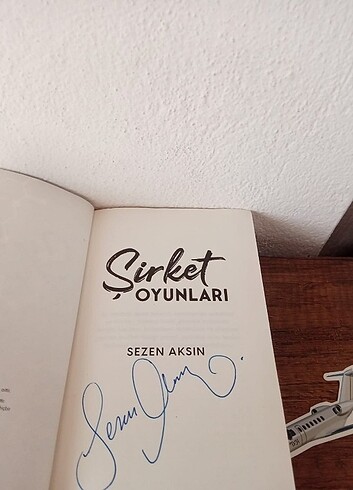 Şirket
OYUNLARI
SEZEN AKSIN